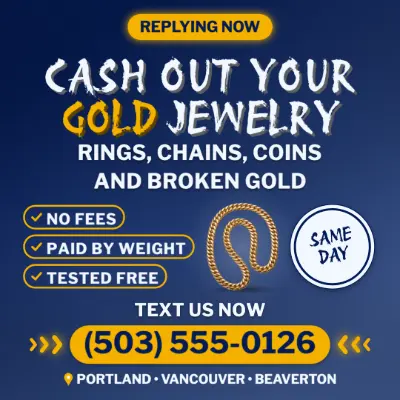 REPLYING NOW
CASH OUT YOUR
GOLD JEWELRY
RINGS, CHAINS, COINS
AND BROKEN GOLD
NO FEES
PAID BY WEIGHT
TESTED FREE
SAME
DAY
TEXT US NOW
(503) 555-0126
PORTLAND • VANCOUVER • BEAVERTON